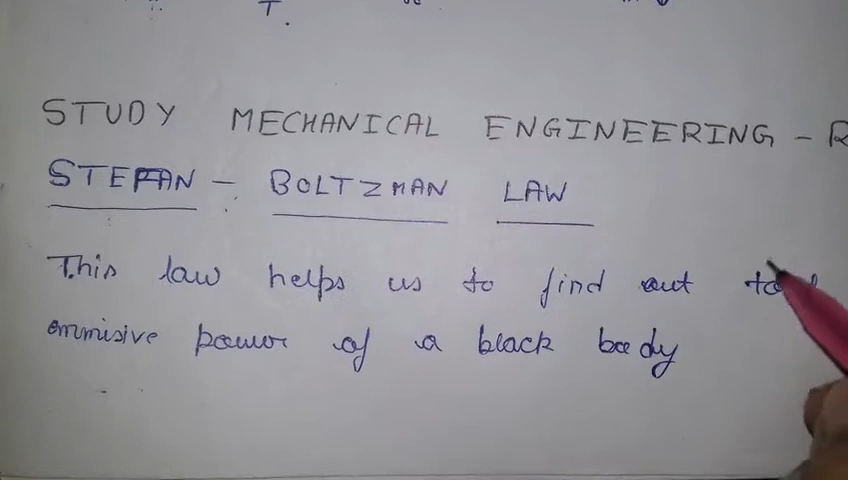 T.
STUDY MECHANICAL ENGINEERING - R
STEFAN - BOLTZMAN LAW
This law helps us to find out
emmisive power of a black body